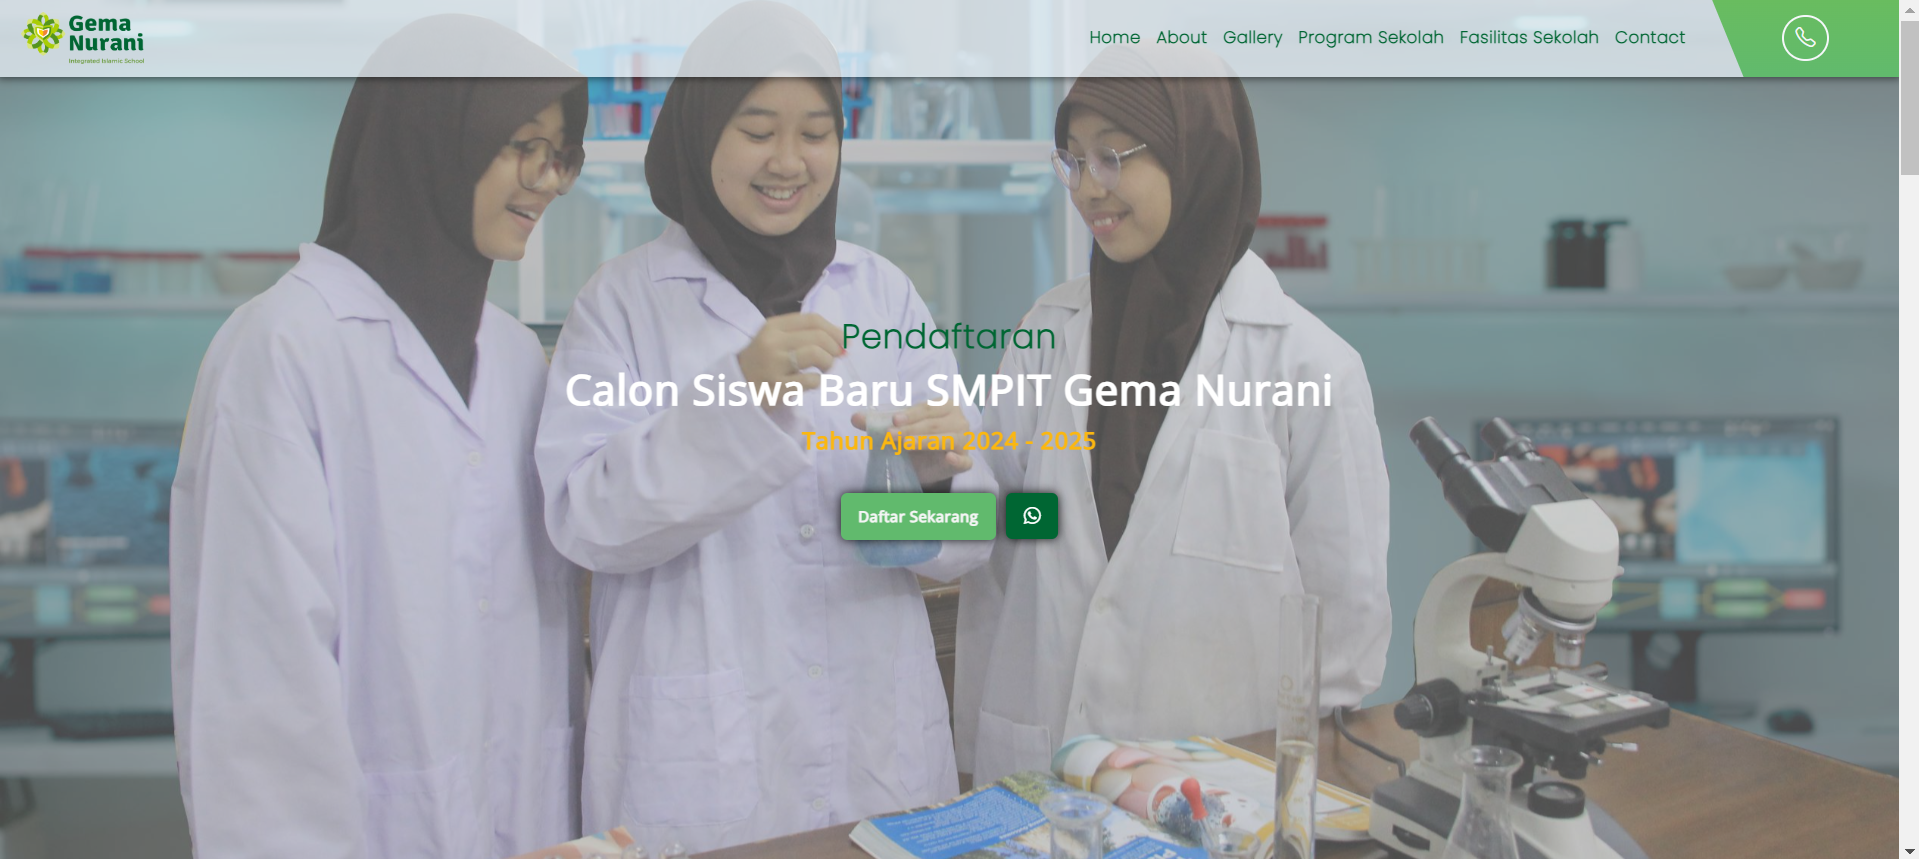 Gema
Nurani
Integrated Islamic School
Home About Gallery Program Sekolah Fasilitas Sekolah Contact
Pendaftaran
Calon Siswa Baru SMPIT Gema Nurani
Tahun Ajaran 2024 - 2025
Daftar Sekarang